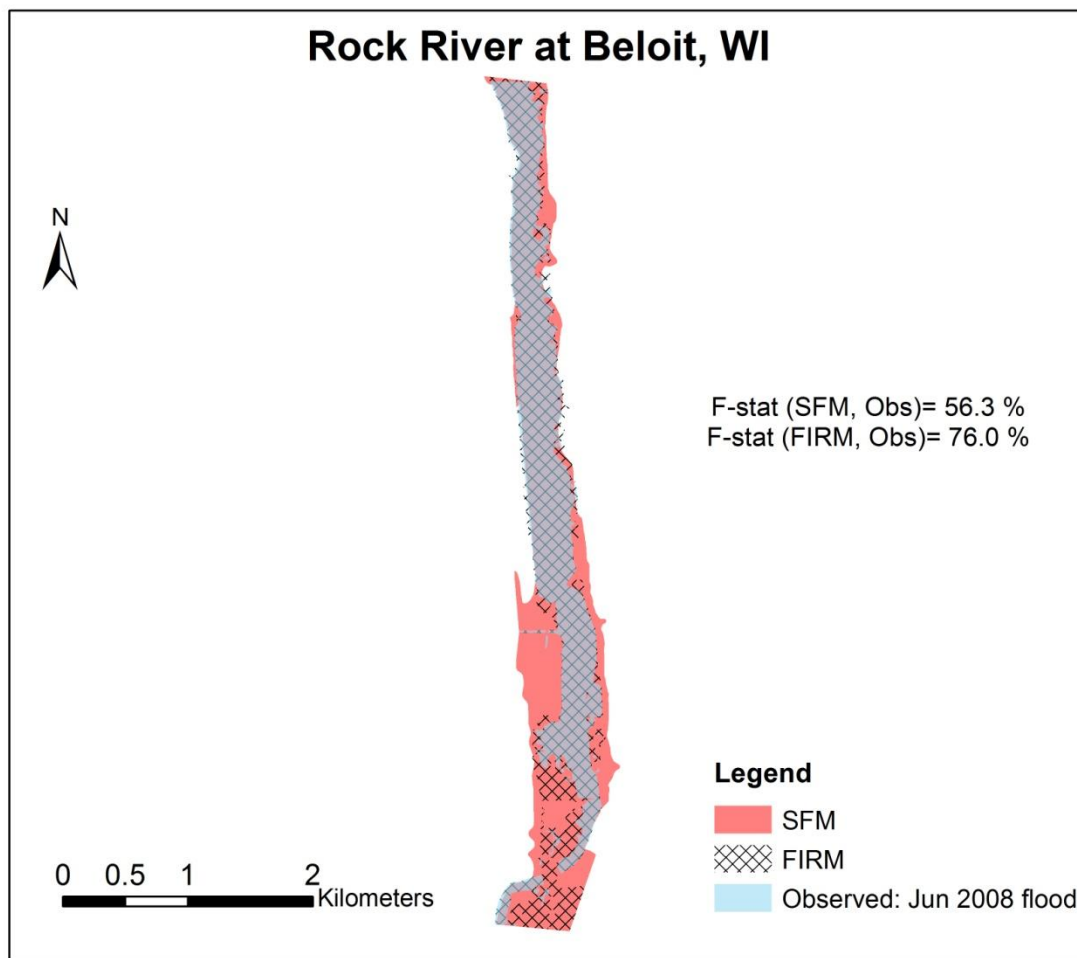 Rock River at Beloit, WI
N
F-stat (SFM, Obs)= 56.3 %
F-stat (FIRM, Obs)= 76.0 %
Legend
SFM
FIRM
Observed: Jun 2008 flood
0 0.5 1 2
Kilometers